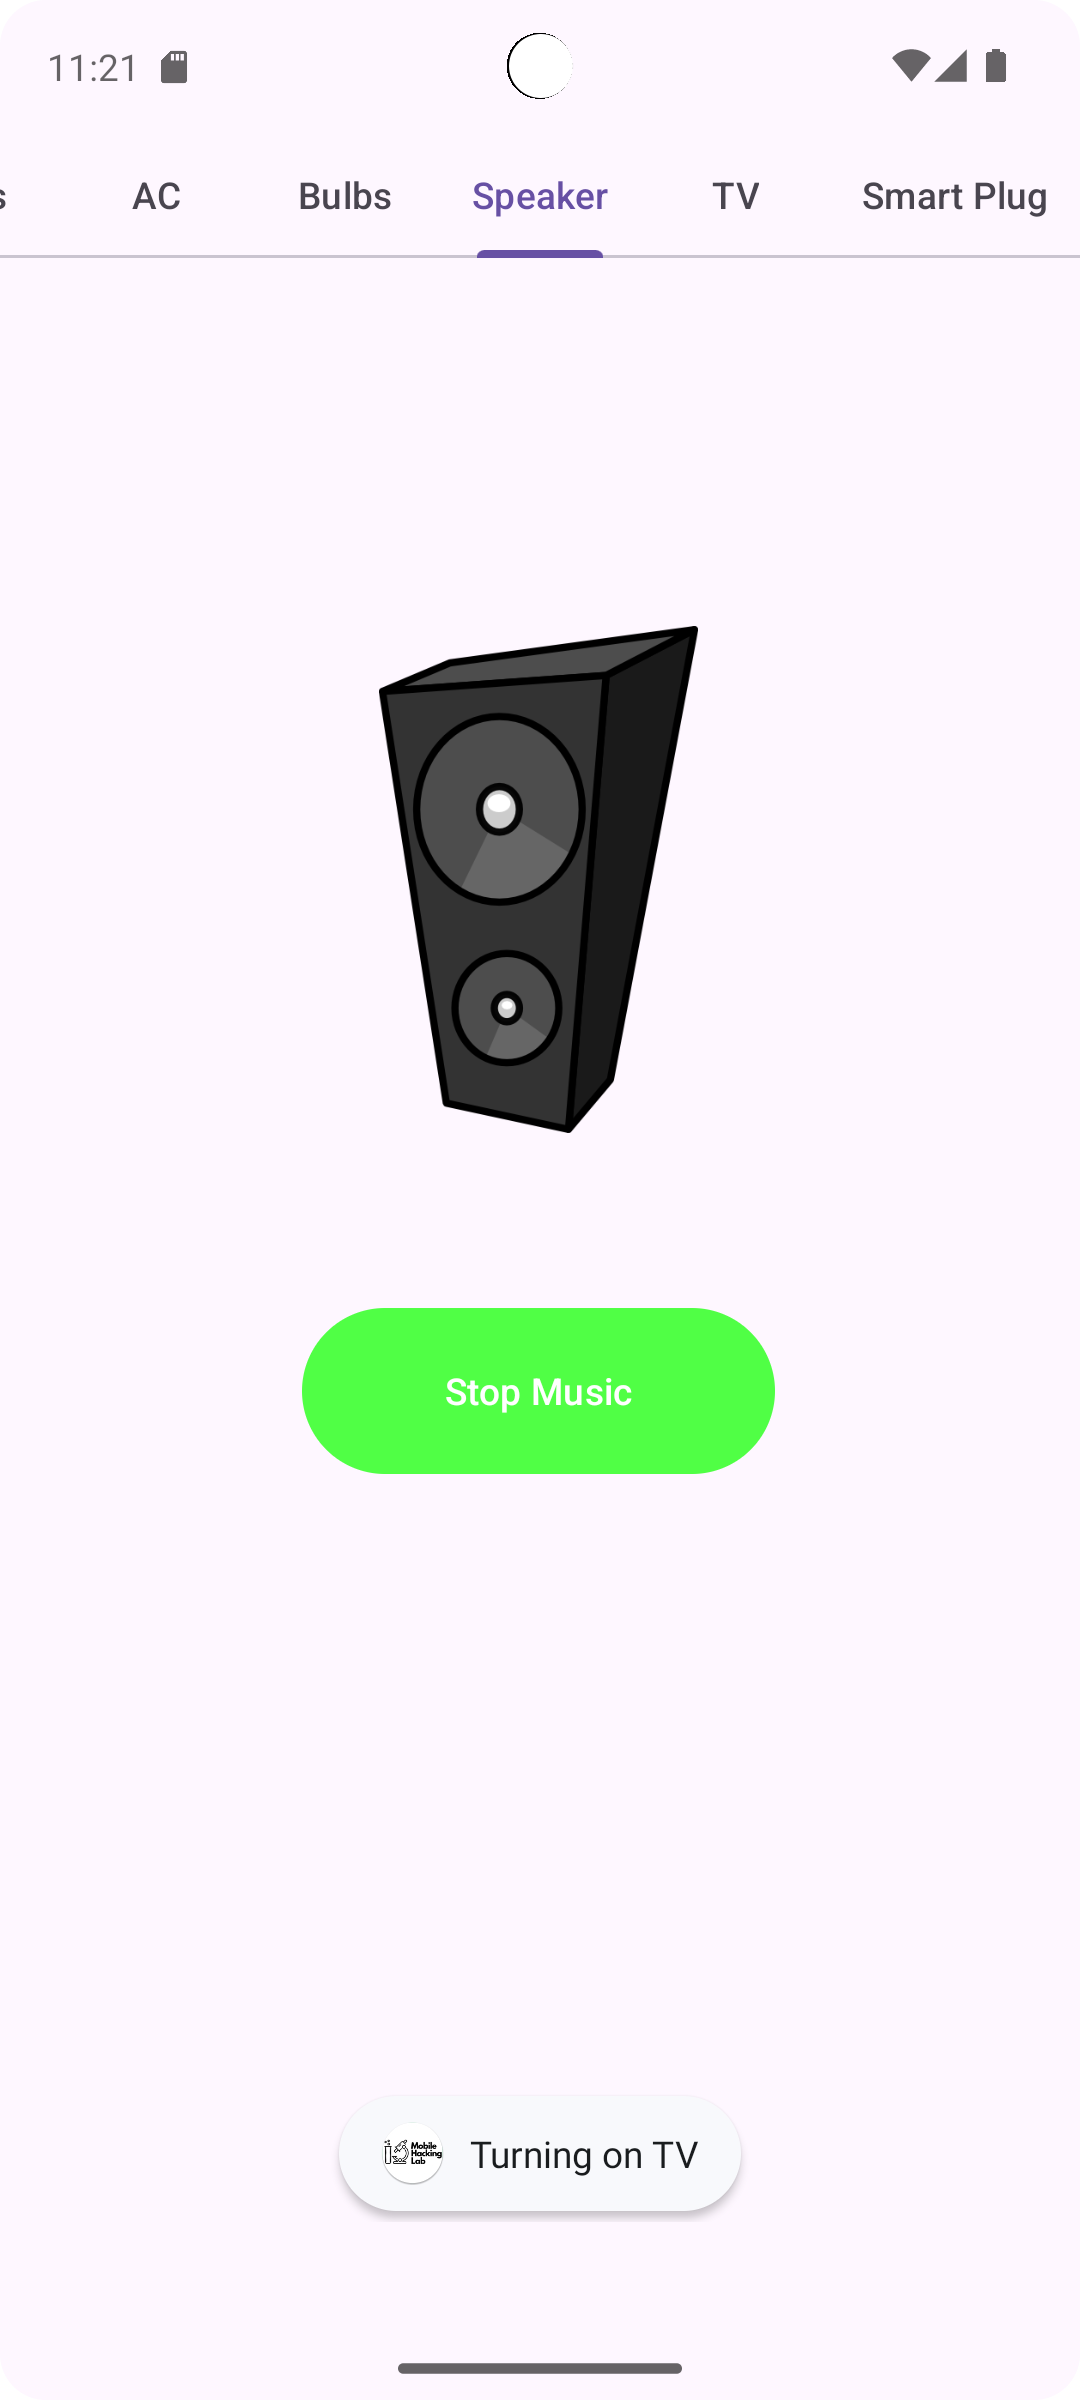 11:21
s AC Bulbs Speaker TV Smart Plug
Stop Music
Mobile
Hacking
Lab
Turning on TV